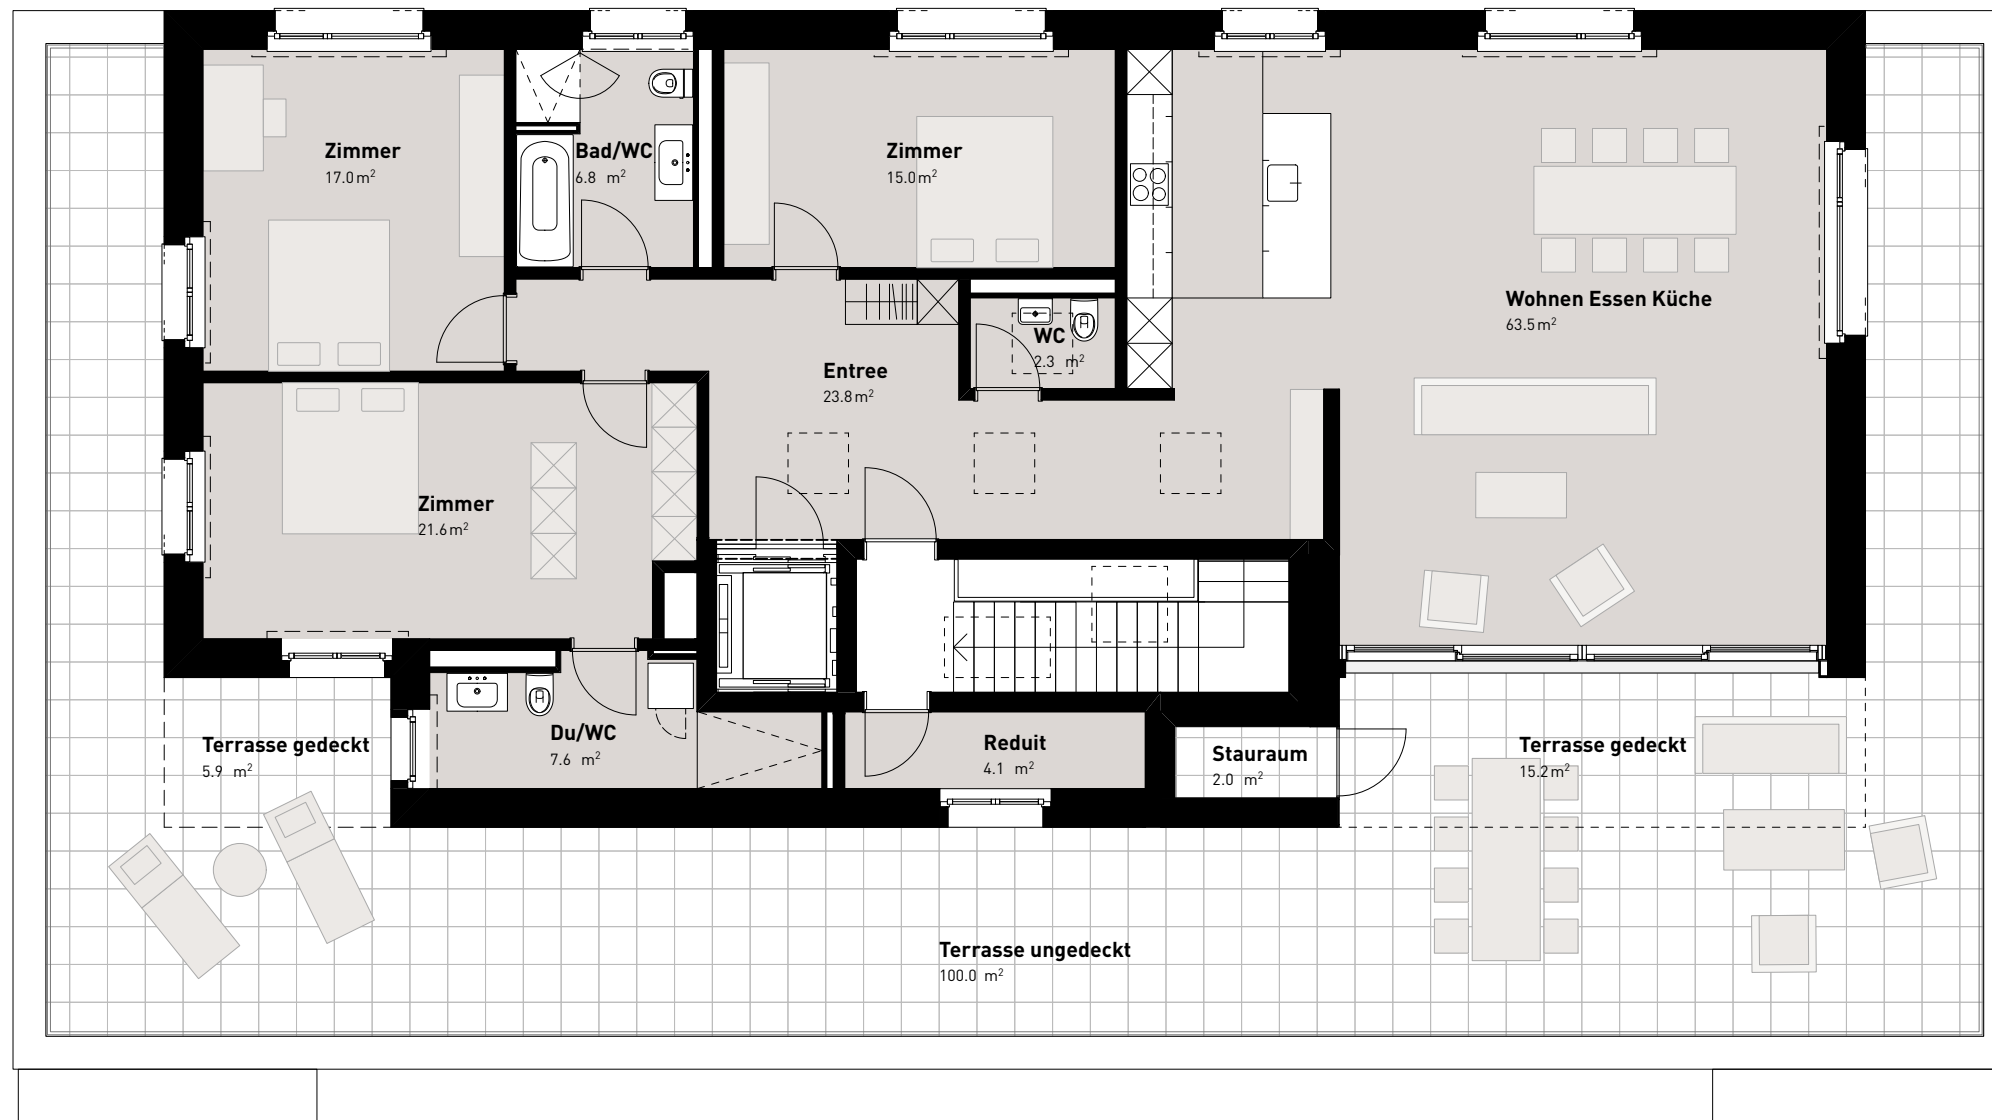 Zimmer
17.0 m²
Bad/WC
6.8 m²
Zimmer
15.0 m²
Wohnen Essen Küche
63.5 m²
WC
2.3 m²
Entree
23.8 m²
Zimmer
21.6 m²
Du/WC
7.6 m²
Reduit
4.1 m²
Stauraum
2.0 m²
Terrasse gedeckt
5.9 m²
Terrasse gedeckt
15.2 m²
Terrasse ungedeckt
100.0 m²